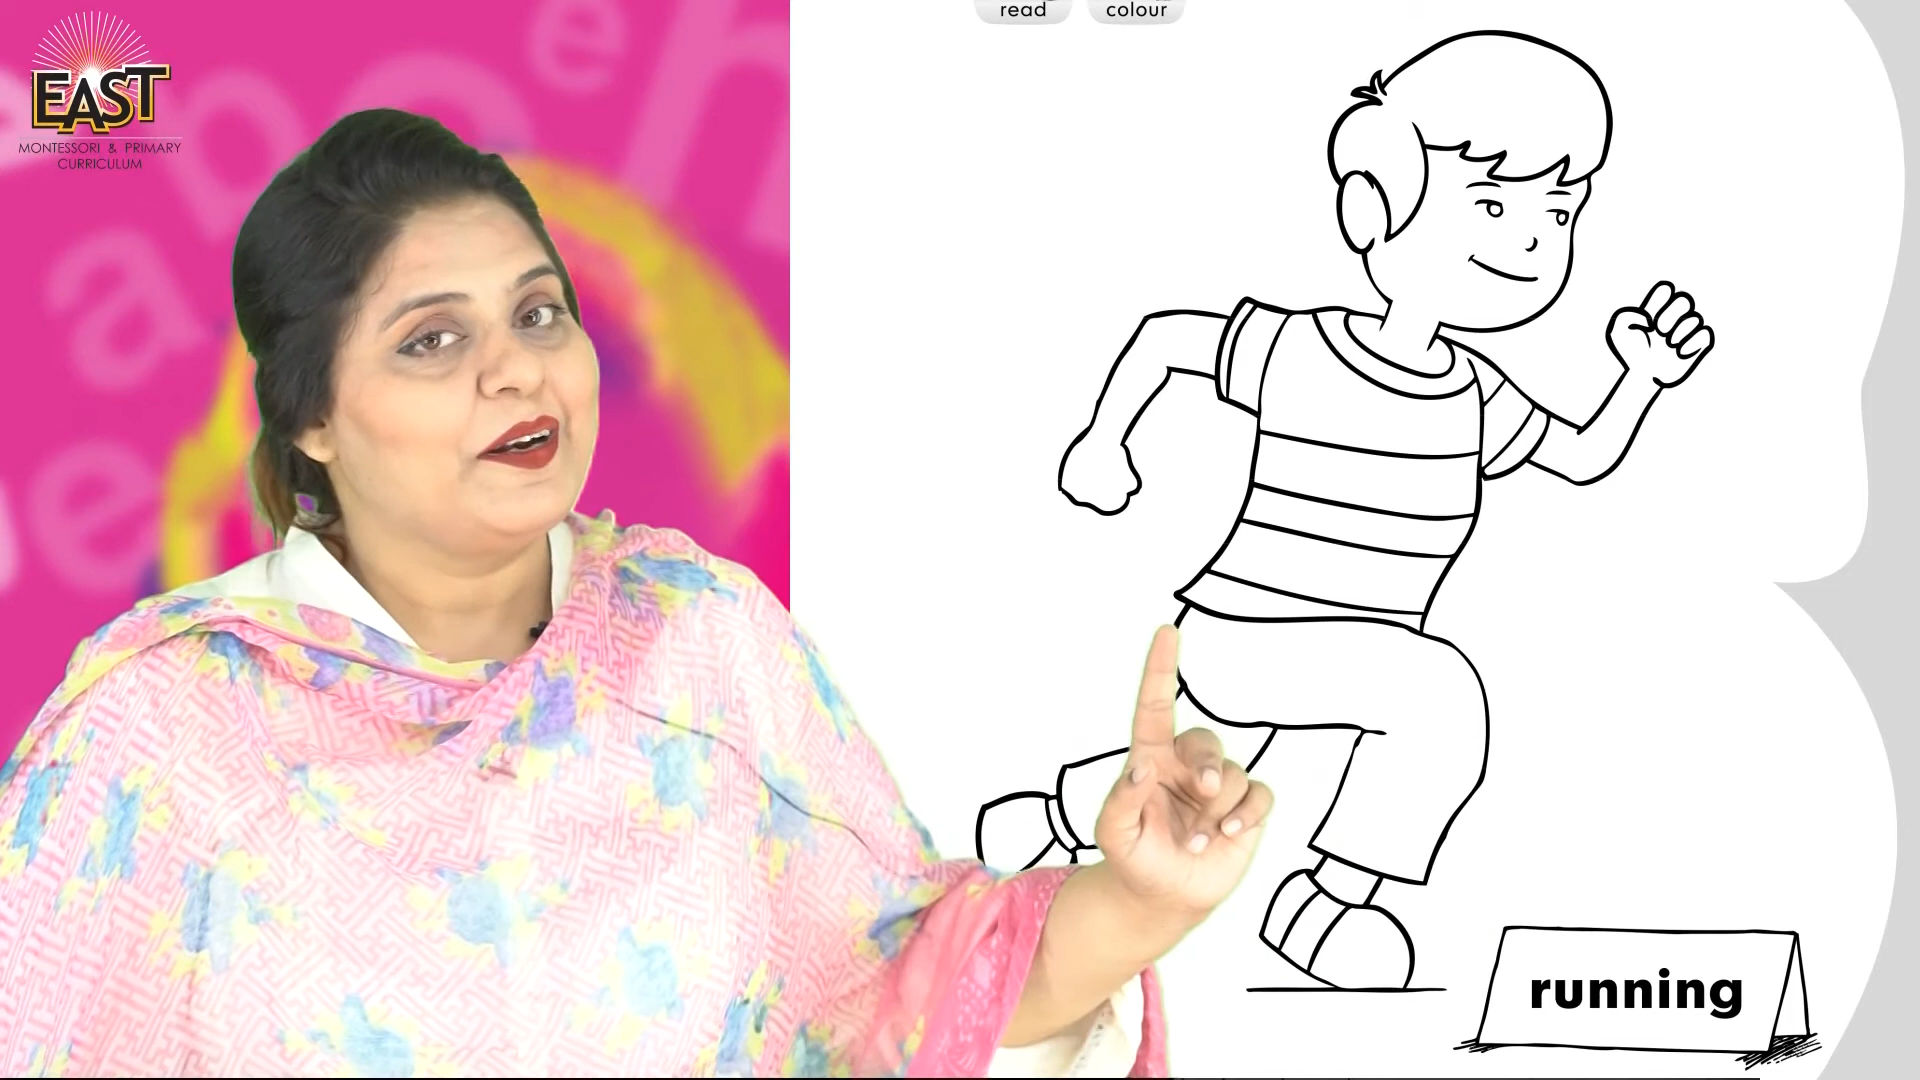 EAST
MONTESSORI & PRIMARY
CURRICULUM
read
colour
running